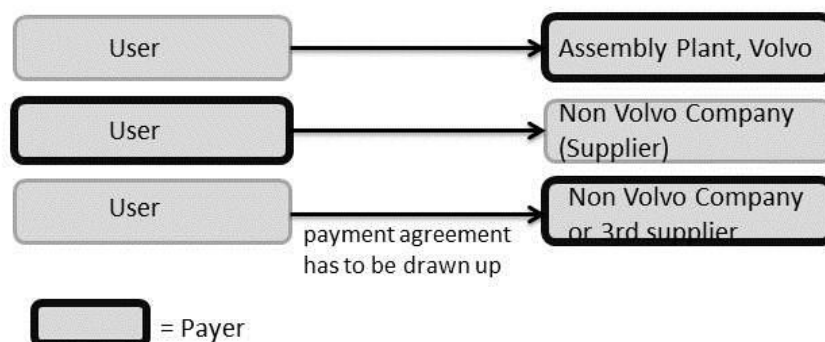 User
Assembly Plant, Volvo
User
Non Volvo Company
(Supplier)
User
Non Volvo Company
or 3rd supplier
payment agreement
has to be drawn up
= Payer